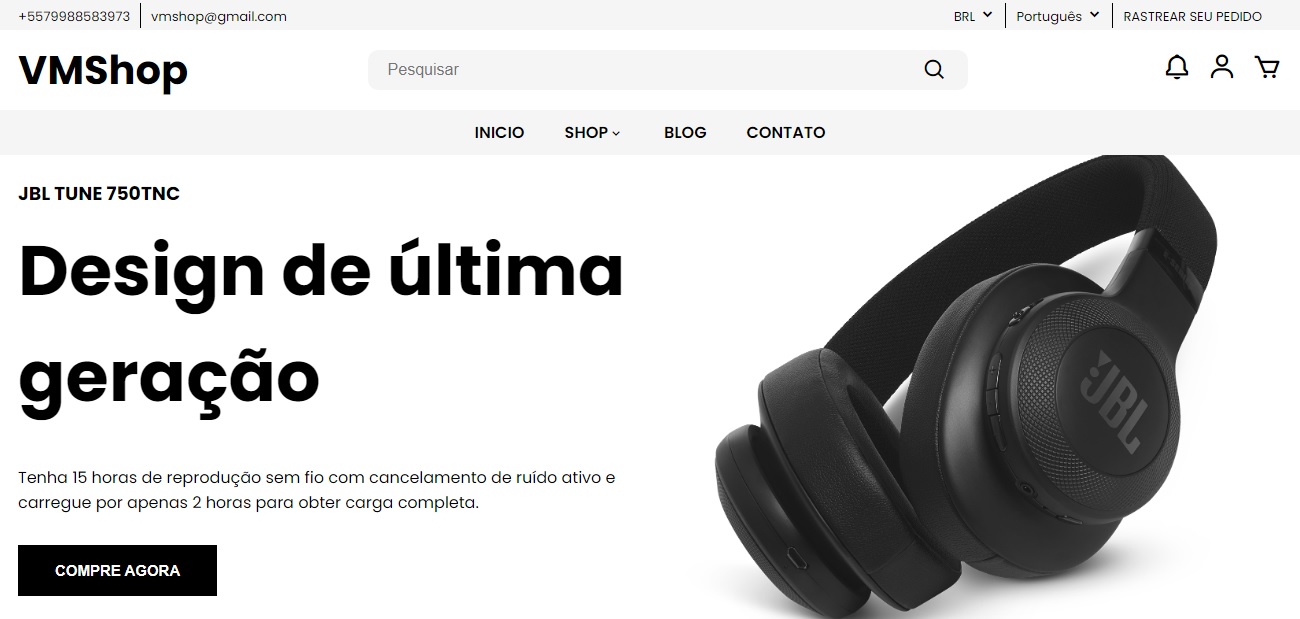 +5579988583973 vmshop@gmail.com BRL Português RASTREAR SEU PEDIDO
VMShop Pesquisar
INICIO SHOP BLOG CONTATO
JBL TUNE 750TNC
Design de última
geração
Tenha 15 horas de reprodução sem fio com cancelamento de ruído ativo e
carregue por apenas 2 horas para obter carga completa.
COMPRE AGORA
JBL